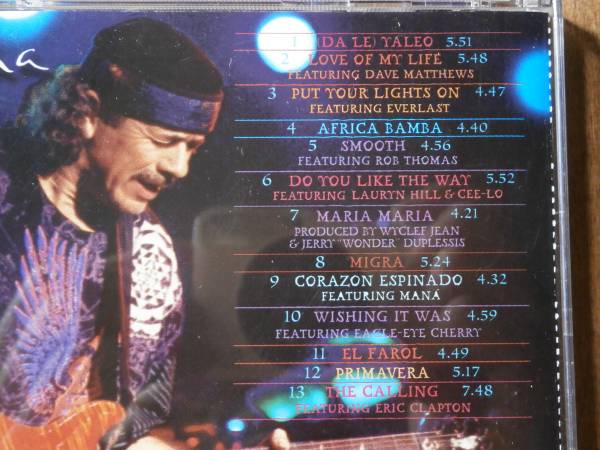 na
1 (DA LE) YALEO 5.51
2 LOVE OF MY LIFE 5.48
FEATURING DAVE MATTHEWS
3 PUT YOUR LIGHTS ON 4.47
FEATURING EVERLAST
4 AFRICA BAMBA 4.40
5 SMOOTH 4.56
FEATURING ROB THOMAS
6 DO YOU LIKE THE WAY 5.52
FEATURING LAURYN HILL & CEE-LO
7 MARIA MARIA 4.21
PRODUCED BY WYCLEF JEAN
& JERRY "WONDER" DUPLESSIS
8 MIGRA 5.24
9 CORAZON ESPINADO 4.32
FEATURING MANÁ
10 WISHING IT WAS 4.59
FEATURING EAGLE-EYE CHERRY
11 EL FAROL 4.49
12 PRIMAVERA 5.17
13 THE CALLING 7.48
FEATURING ERIC CLAPTON